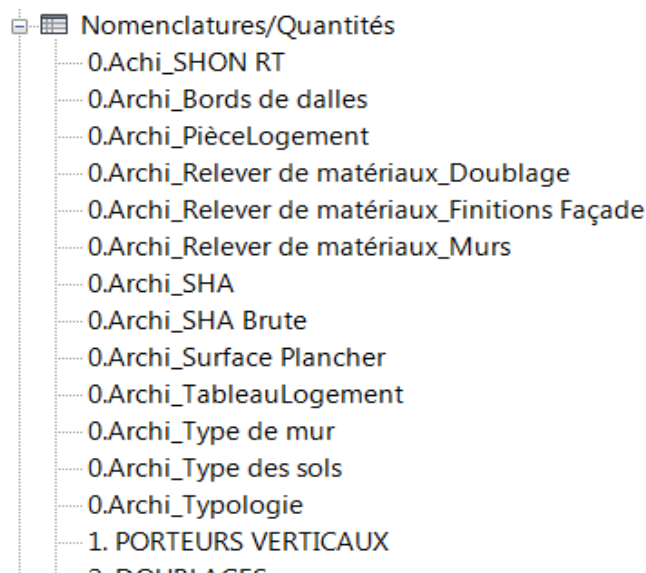 Nomenclatures/Quantités
0.Achi_SHON RT
0.Archi_Bords de dalles
0.Archi_PièceLogement
0.Archi_Relever de matériaux_Doublage
0.Archi_Relever de matériaux_Finitions Façade
0.Archi_Relever de matériaux_Murs
0.Archi_SHA
0.Archi_SHA Brute
0.Archi_Surface Plancher
0.Archi_TableauLogement
0.Archi_Type de mur
0.Archi_Type des sols
0.Archi_Typologie
1. PORTEURS VERTICAUX